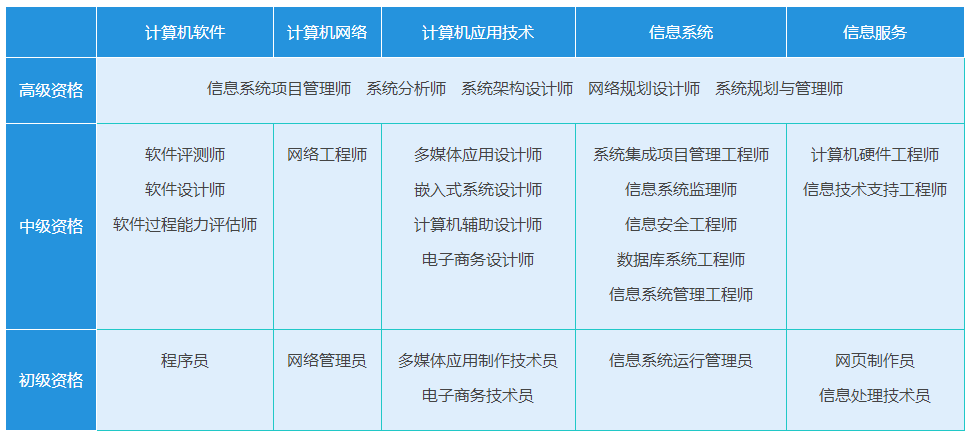 计算机软件 计算机网络 计算机应用技术 信息系统 信息服务
高级资格 信息系统项目管理师 系统分析师 系统架构设计师 网络规划设计师 系统规划与管理师
中级资格
软件评测师 网络工程师 多媒体应用设计师 系统集成项目管理工程师 计算机硬件工程师
软件设计师 嵌入式系统设计师 信息系统监理师 信息技术支持工程师
软件过程能力评估师 计算机辅助设计师 信息安全工程师
电子商务设计师 数据库系统工程师
信息系统管理工程师
初级资格
程序员 网络管理员 多媒体应用制作技术员 信息系统运行管理员 网页制作员
电子商务技术员 信息处理技术员